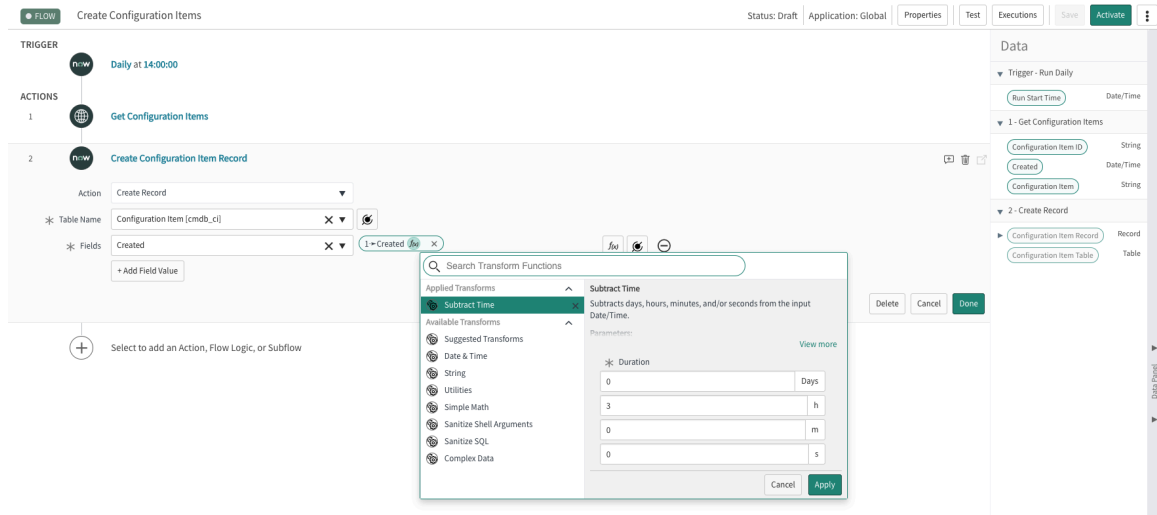 FLOW Create Configuration Items Status: Draft Application: Global Properties Test Executions Save Activate
TRIGGER
now Daily at 14:00:00
ACTIONS
1 Get Configuration Items
2 now Create Configuration Item Record
Action Create Record
Table Name Configuration Item [cmdb_ci]
Fields Created 1 Created f(x) f(x)
+ Add Field Value
Search Transform Functions
Applied Transforms
Subtract Time
Available Transforms
Suggested Transforms
Date & Time
String
Utilities
Simple Math
Sanitize Shell Arguments
Sanitize SQL
Complex Data
Subtract Time
Subtracts days, hours, minutes, and/or seconds from the input
Date/Time.
Parameters:
View more
Duration
0 Days
3 h
0 m
0 s
Cancel Apply
Delete Cancel Done
Select to add an Action, Flow Logic, or Subflow
Data
Trigger - Run Daily
Run Start Time Date/Time
1 - Get Configuration Items
Configuration Item ID String
Created Date/Time
Configuration Item String
2 - Create Record
Configuration Item Record Record
Configuration Item Table Table
Data Panel